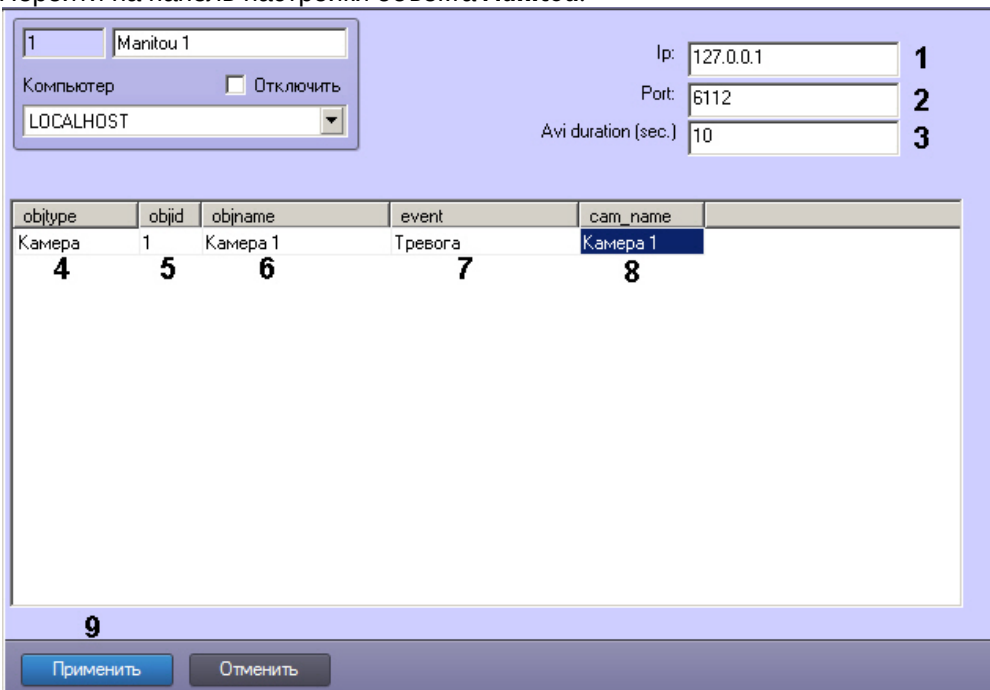 1 Manitou 1
Компьютер Отключить
LOCALHOST
Ip: 127.0.0.1 1
Port: 6112 2
Avi duration (sec.) 10 3
objtype objid objname event cam_name
Камера 1 Камера 1 Тревога Камера 1
4 5 6 7 8
9
Применить Отменить